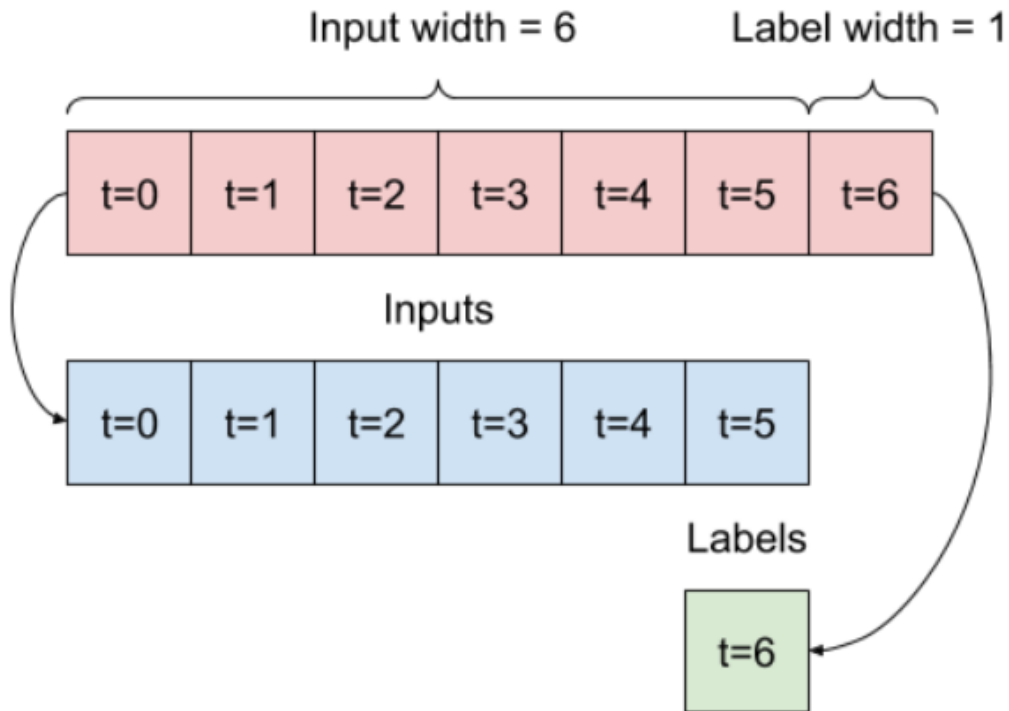 Input width = 6 Label width = 1
t=0 t=1 t=2 t=3 t=4 t=5 t=6
Inputs
t=0 t=1 t=2 t=3 t=4 t=5
Labels
t=6